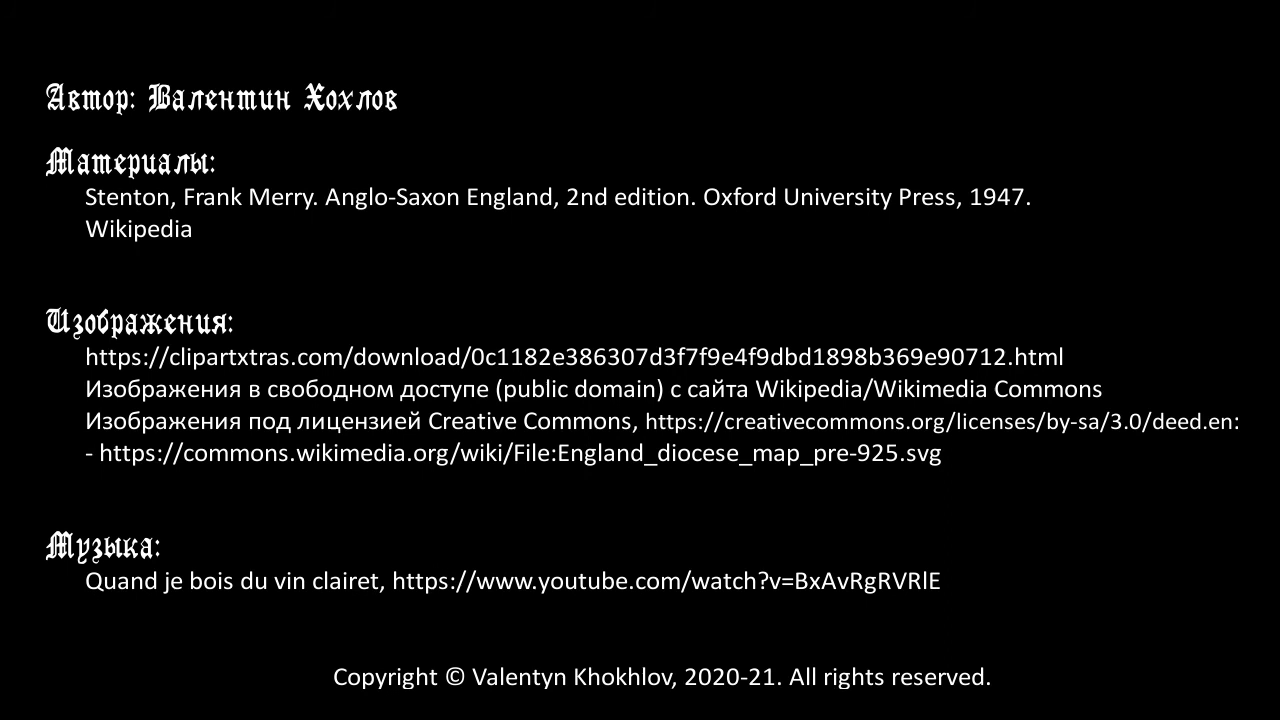 Автор: Валентин Хохлов
Материалы:
Stenton, Frank Merry. Anglo-Saxon England, 2nd edition. Oxford University Press, 1947.
Wikipedia
Изображения:
https://clipartxtras.com/download/0c1182e386307d3f7f9e4f9dbd1898b369e90712.html
Изображения в свободном доступе (public domain) с сайта Wikipedia/Wikimedia Commons
Изображения под лицензией Creative Commons, https://creativecommons.org/licenses/by-sa/3.0/deed.en:
- https://commons.wikimedia.org/wiki/File:England_diocese_map_pre-925.svg
Музыка:
Quand je bois du vin clairet, https://www.youtube.com/watch?v=BxAvRgRVRlE
Copyright © Valentyn Khokhlov, 2020-21. All rights reserved.